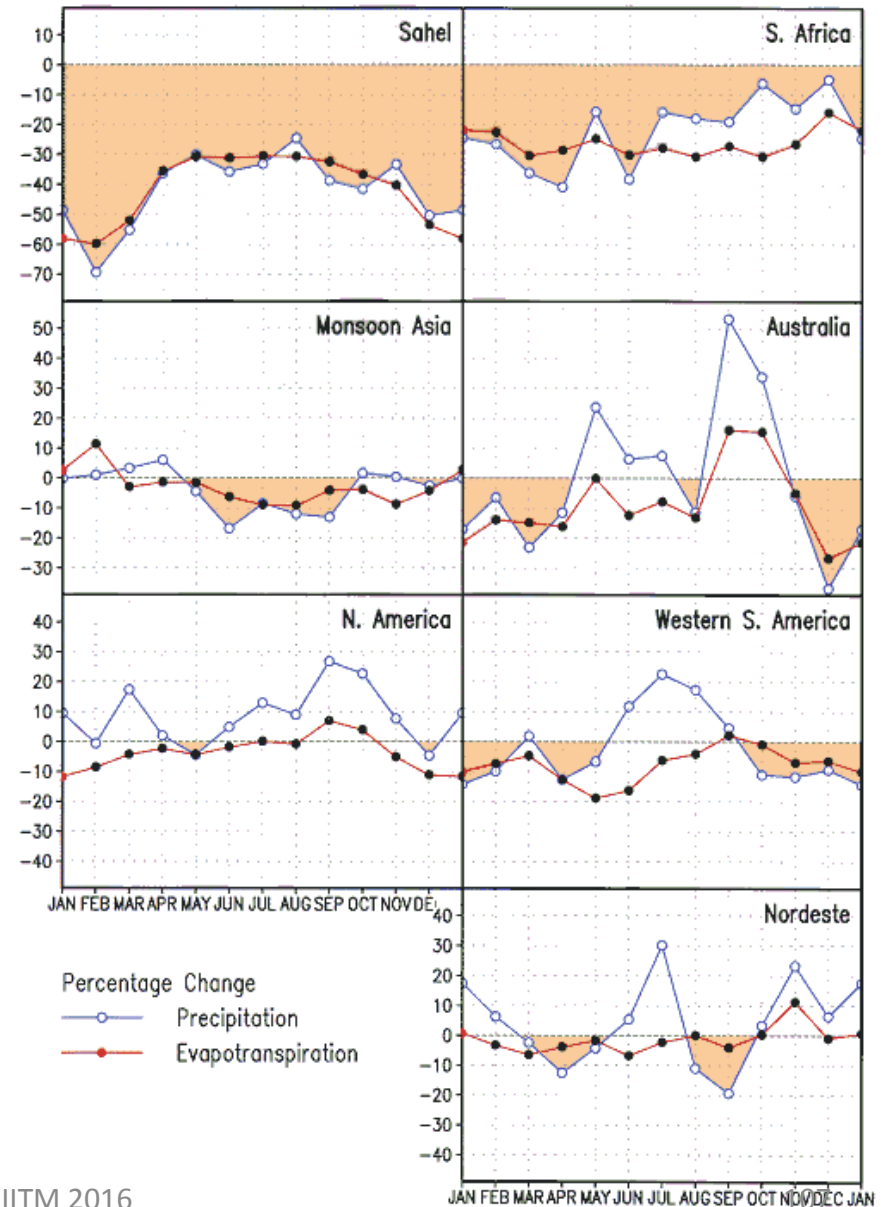 Sahel
S. Africa
10
0
-10
-20
-30
-40
-50
-60
-70
Monsoon Asia
Australia
50
40
30
20
10
0
-10
-20
-30
N. America
Western S. America
40
30
20
10
0
-10
-20
-30
-40
JAN FEB MAR APR MAY JUN JUL AUG SEP OCT NOV DE
Nordeste
40
30
20
10
0
-10
-20
-30
-40
Percentage Change
Precipitation
Evapotranspiration
JAN FEB MAR APR MAY JUN JUL AUG SEP OCT NOV DEC JAN
IITM 2016